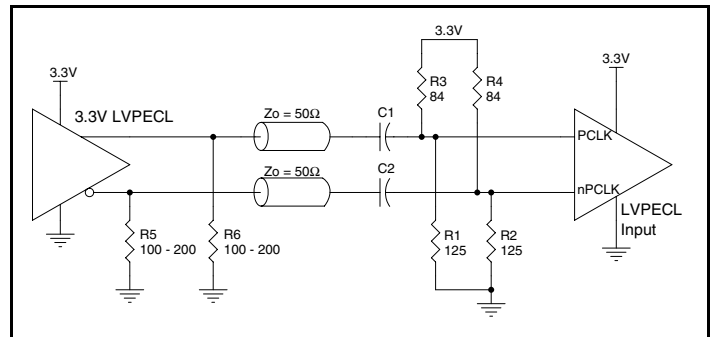 3.3V
3.3V
3.3V
R3
84
R4
84
3.3V LVPECL
Zo = 50Ω
C1
PCLK
Zo = 50Ω
C2
nPCLK
LVPECL
Input
R5
100 - 200
R6
100 - 200
R1
125
R2
125